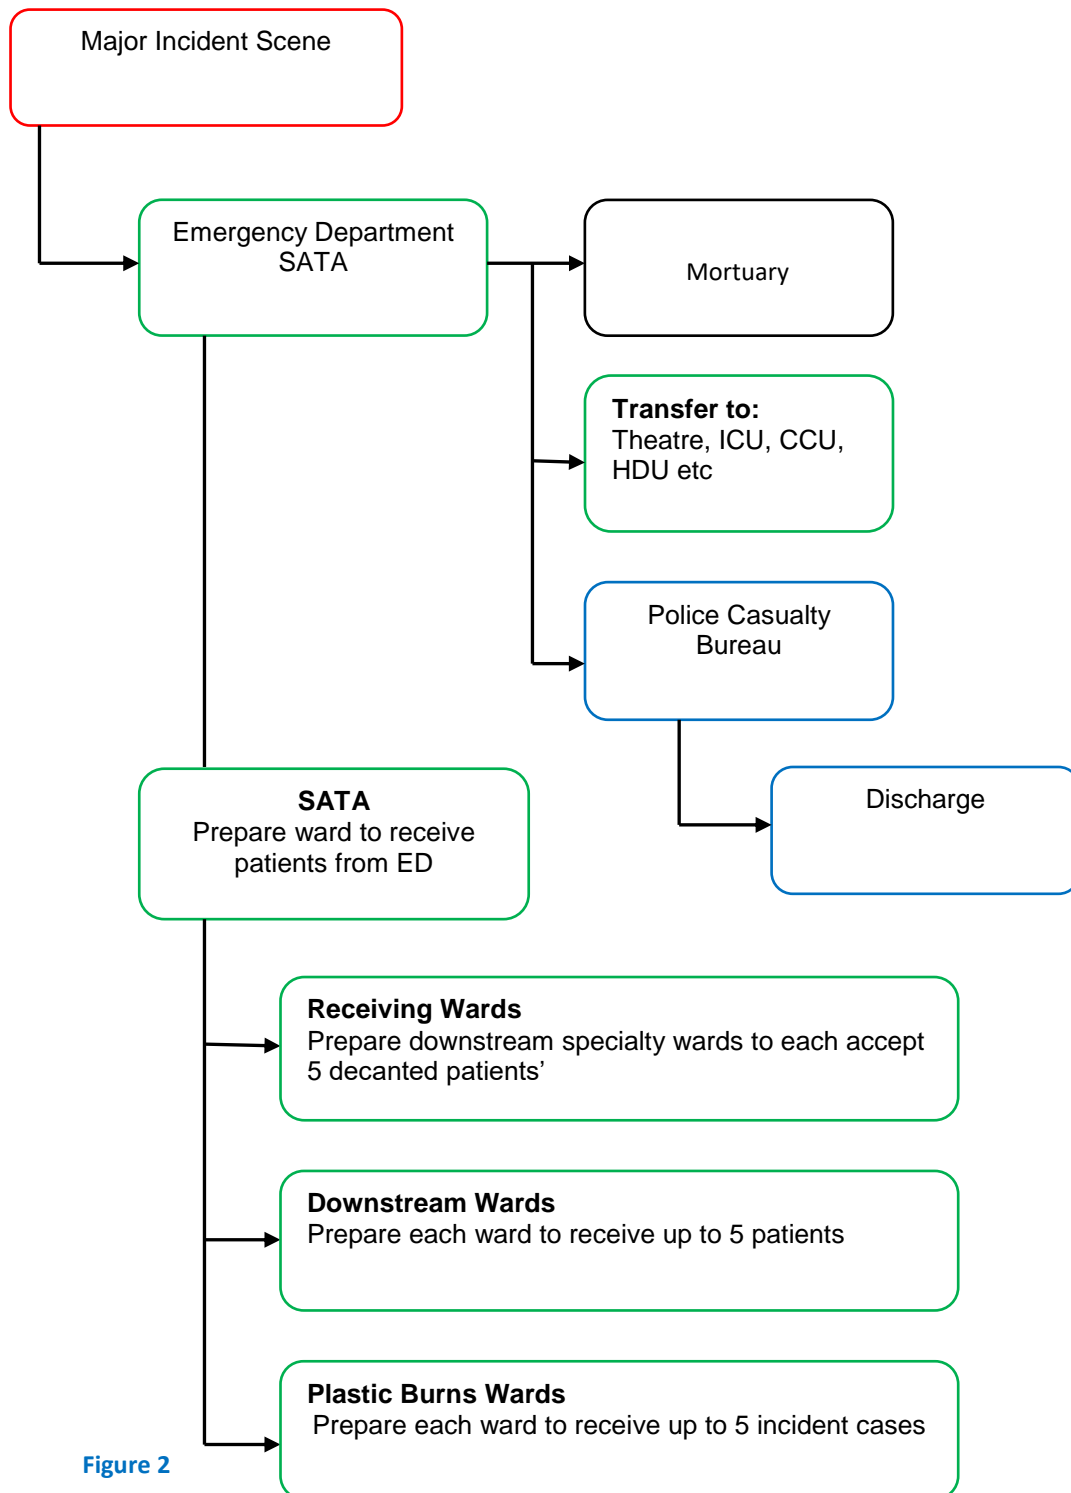 Major Incident Scene
Emergency Department
SATA
Mortuary
Transfer to:
Theatre, ICU, CCU,
HDU etc
Police Casualty
Bureau
Discharge
SATA
Prepare ward to receive
patients from ED
Receiving Wards
Prepare downstream specialty wards to each accept
5 decanted patients’
Downstream Wards
Prepare each ward to receive up to 5 patients
Plastic Burns Wards
Prepare each ward to receive up to 5 incident cases
Figure 2